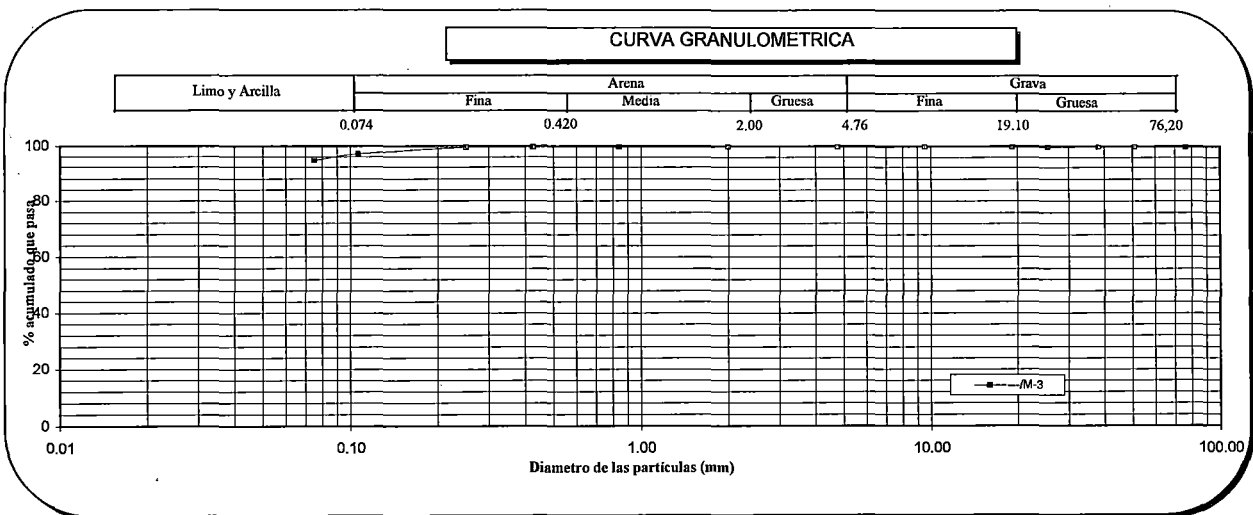 CURVA GRANULOMETRICA
Limo y Arcilla
Arena
Grava
Fina
Media
Gruesa
Fina
Gruesa
0.074
0.420
2.00
4.76
19.10
76,20
% acumulado que pasa
100
80
60
40
20
0
0.01
0.10
1.00
10.00
100.00
Diametro de las partículas (mm)
/M-3